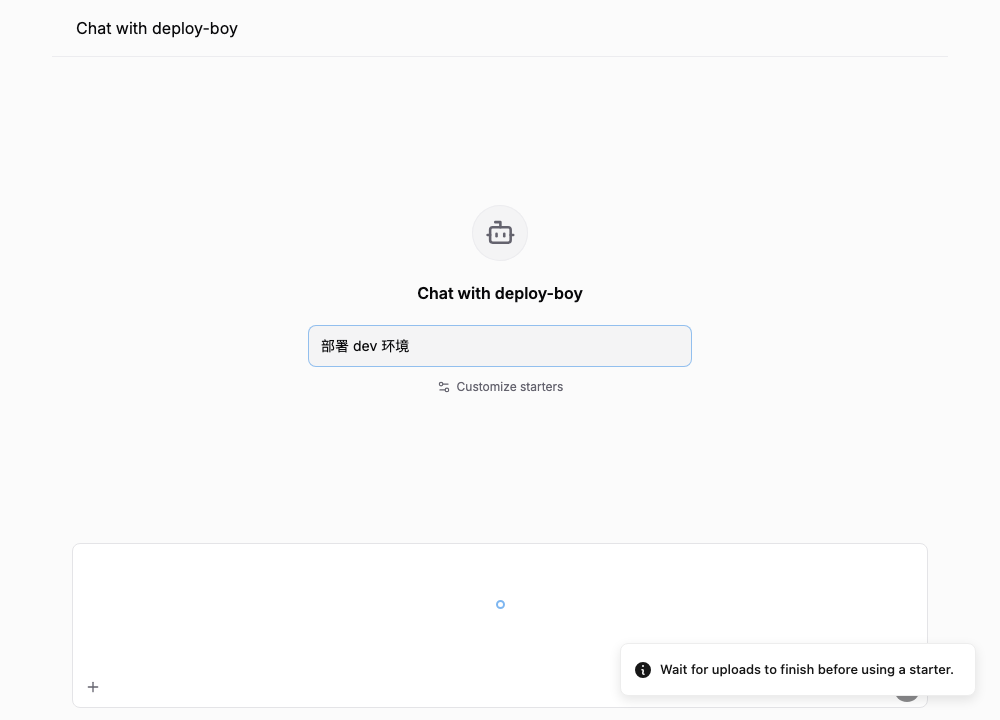 Chat with deploy-boy
Chat with deploy-boy
部署 dev 环境
Customize starters
Wait for uploads to finish before using a starter.